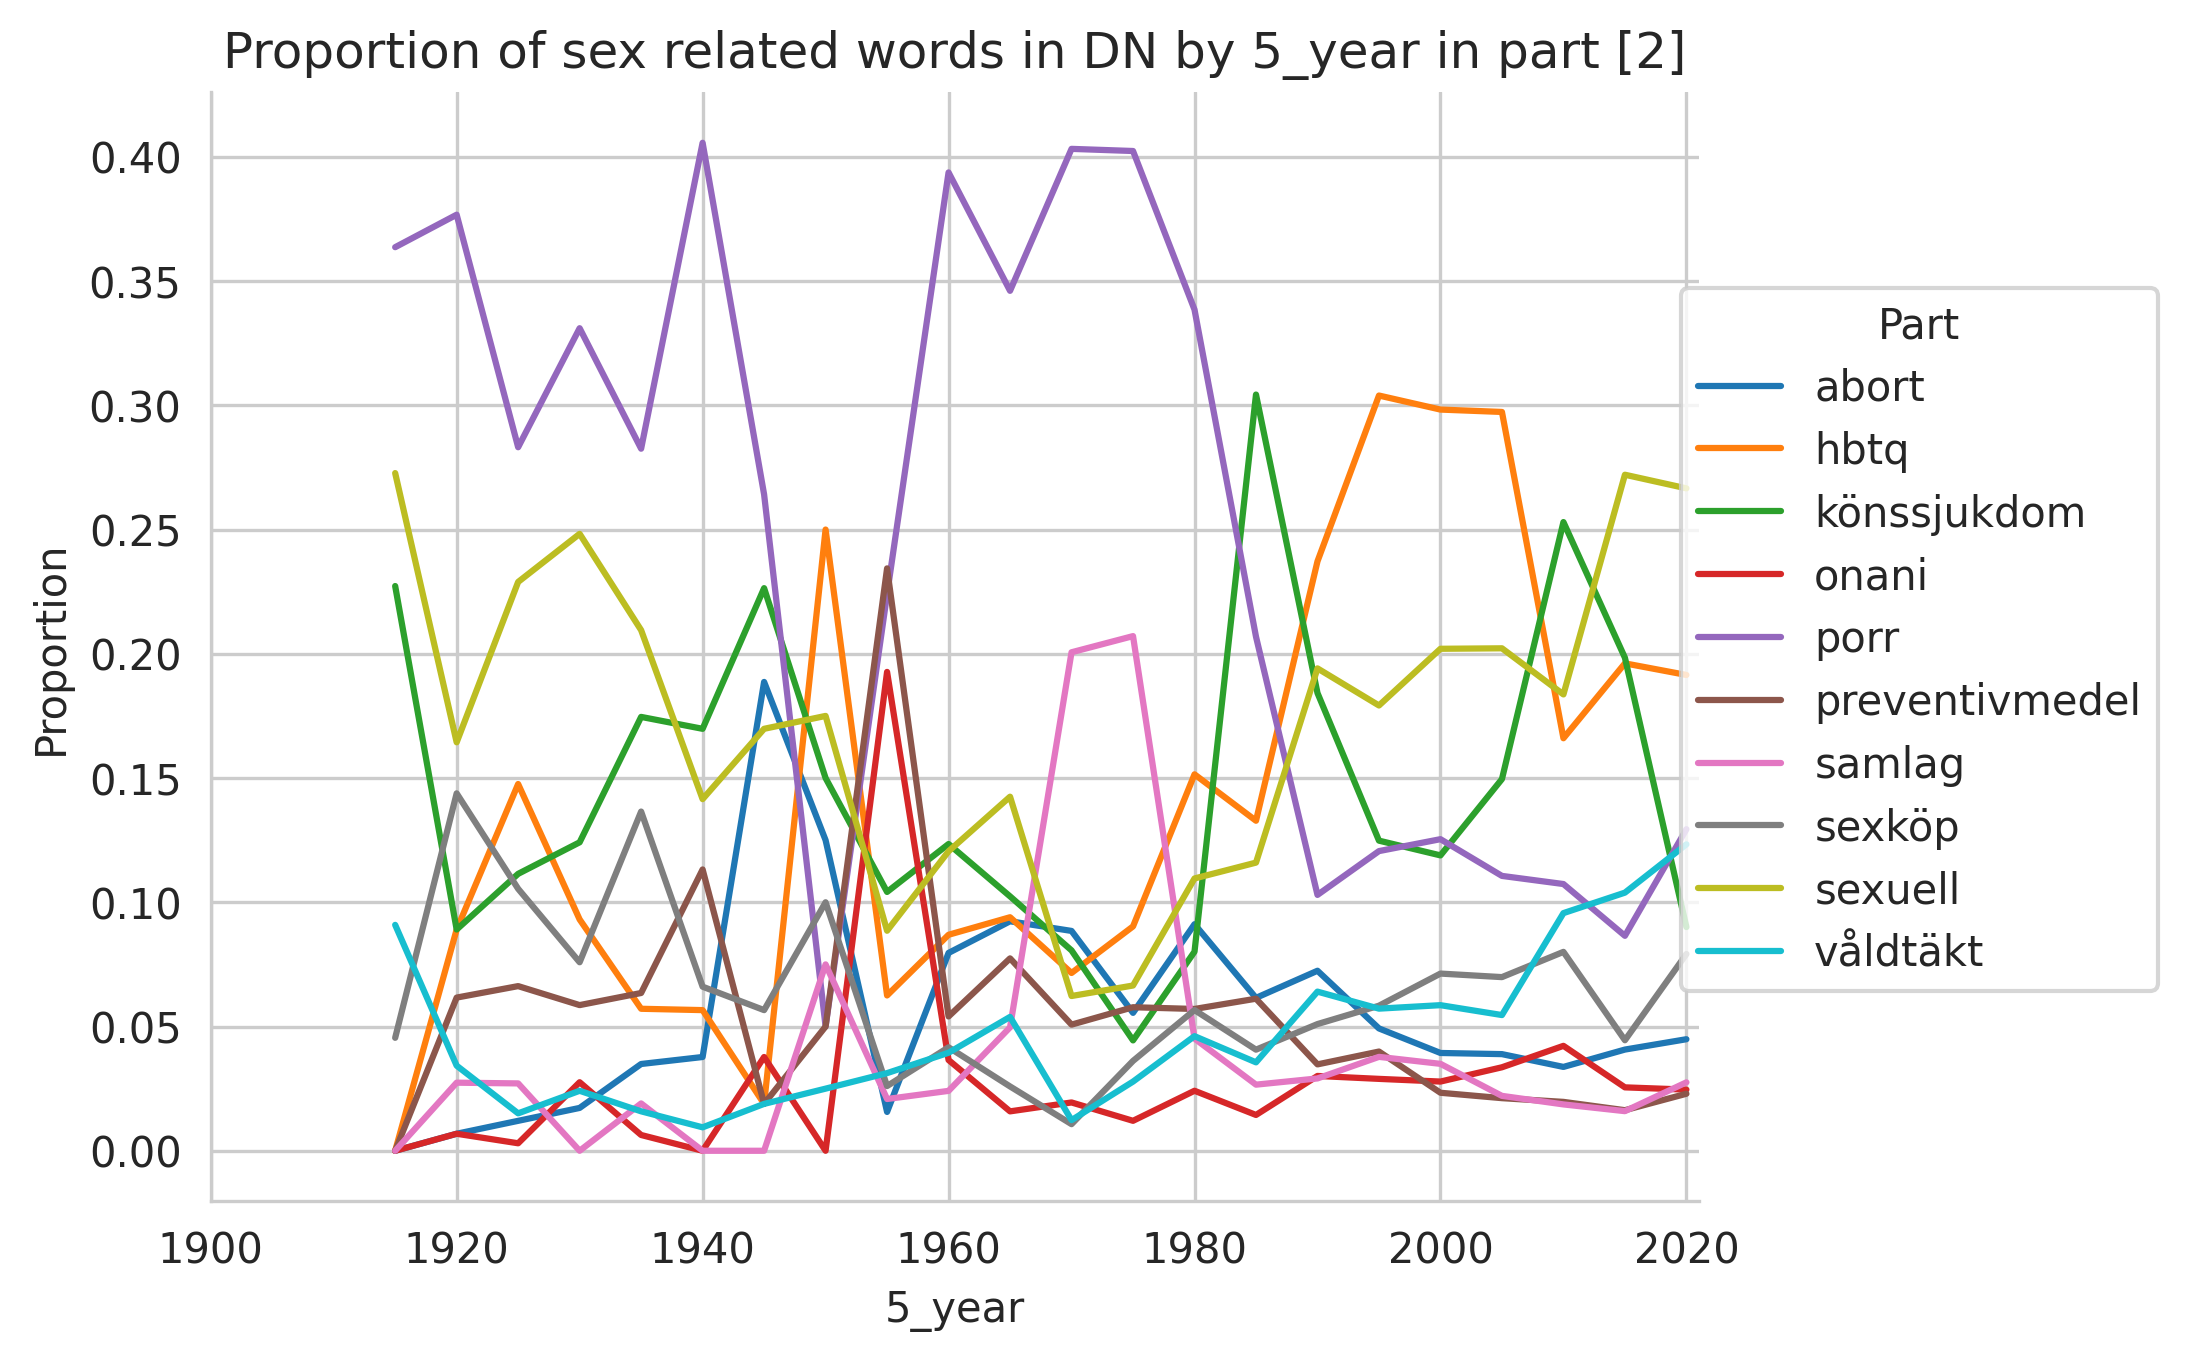 Proportion of sex related words in DN by 5_year in part [2]
0.40
0.35
0.30
0.25
0.20
0.15
0.10
0.05
0.00
Proportion
1900 1920 1940 1960 1980 2000 2020
5_year
Part
abort
hbtq
könssjukdom
onani
porr
preventivmedel
samlag
sexköp
sexuell
våldtäkt